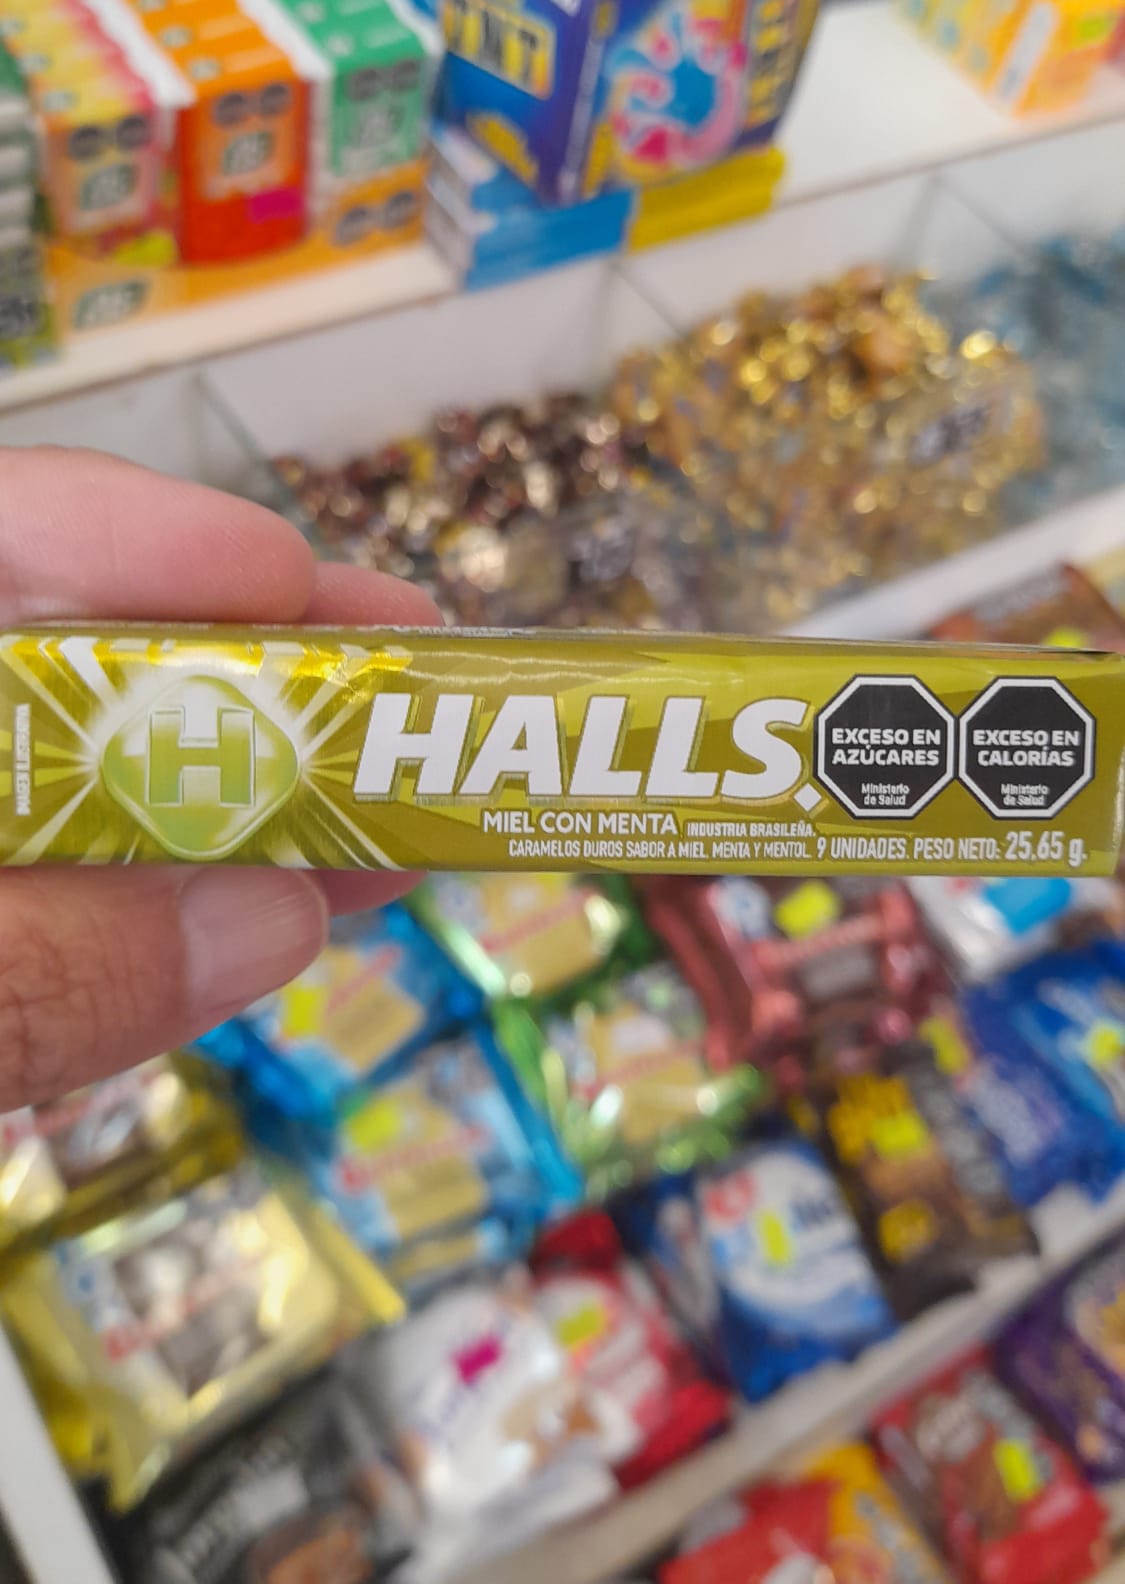 H
HALLS.
EXCESO EN
AZÚCARES
Ministerio
de Salud
EXCESO EN
CALORÍAS
Ministerio
de Salud
MIEL CON MENTA INDUSTRIA BRASILEÑA.
CARAMELOS DUROS SABOR A MIEL, MENTA Y MENTOL. 9 UNIDADES. PESO NETO: 25,65 g.